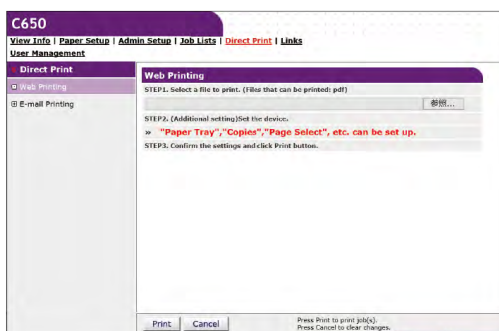 C650
View Info | Paper Setup | Admin Setup | Job Lists | Direct Print | Links
User Management
Direct Print
Web Printing
E-mail Printing
Web Printing
STEP1. Select a file to print. (Files that can be printed: pdf)
参照...
STEP2. (Additional setting)Set the device.
» "Paper Tray","Copies","Page Select", etc. can be set up.
STEP3. Confirm the settings and click Print button.
Print Cancel
Press Print to print job(s).
Press Cancel to clear changes.